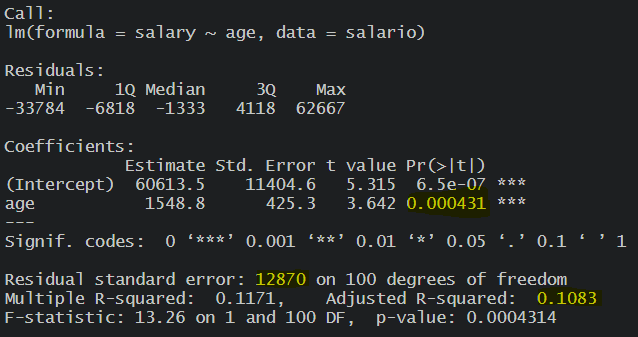 Call:
lm(formula = salary ~ age, data = salario)
Residuals:
Min 1Q Median 3Q Max
-33784 -6818 -1333 4118 62667
Coefficients:
Estimate Std. Error t value Pr(>|t|)
(Intercept) 60613.5 11404.6 5.315 6.5e-07 ***
age 1548.8 425.3 3.642 0.000431 ***
---
Signif. codes: 0 ‘***’ 0.001 ‘**’ 0.01 ‘*’ 0.05 ‘.’ 0.1 ‘ ’ 1
Residual standard error: 12870 on 100 degrees of freedom
Multiple R-squared: 0.1171, Adjusted R-squared: 0.1083
F-statistic: 13.26 on 1 and 100 DF, p-value: 0.0004314